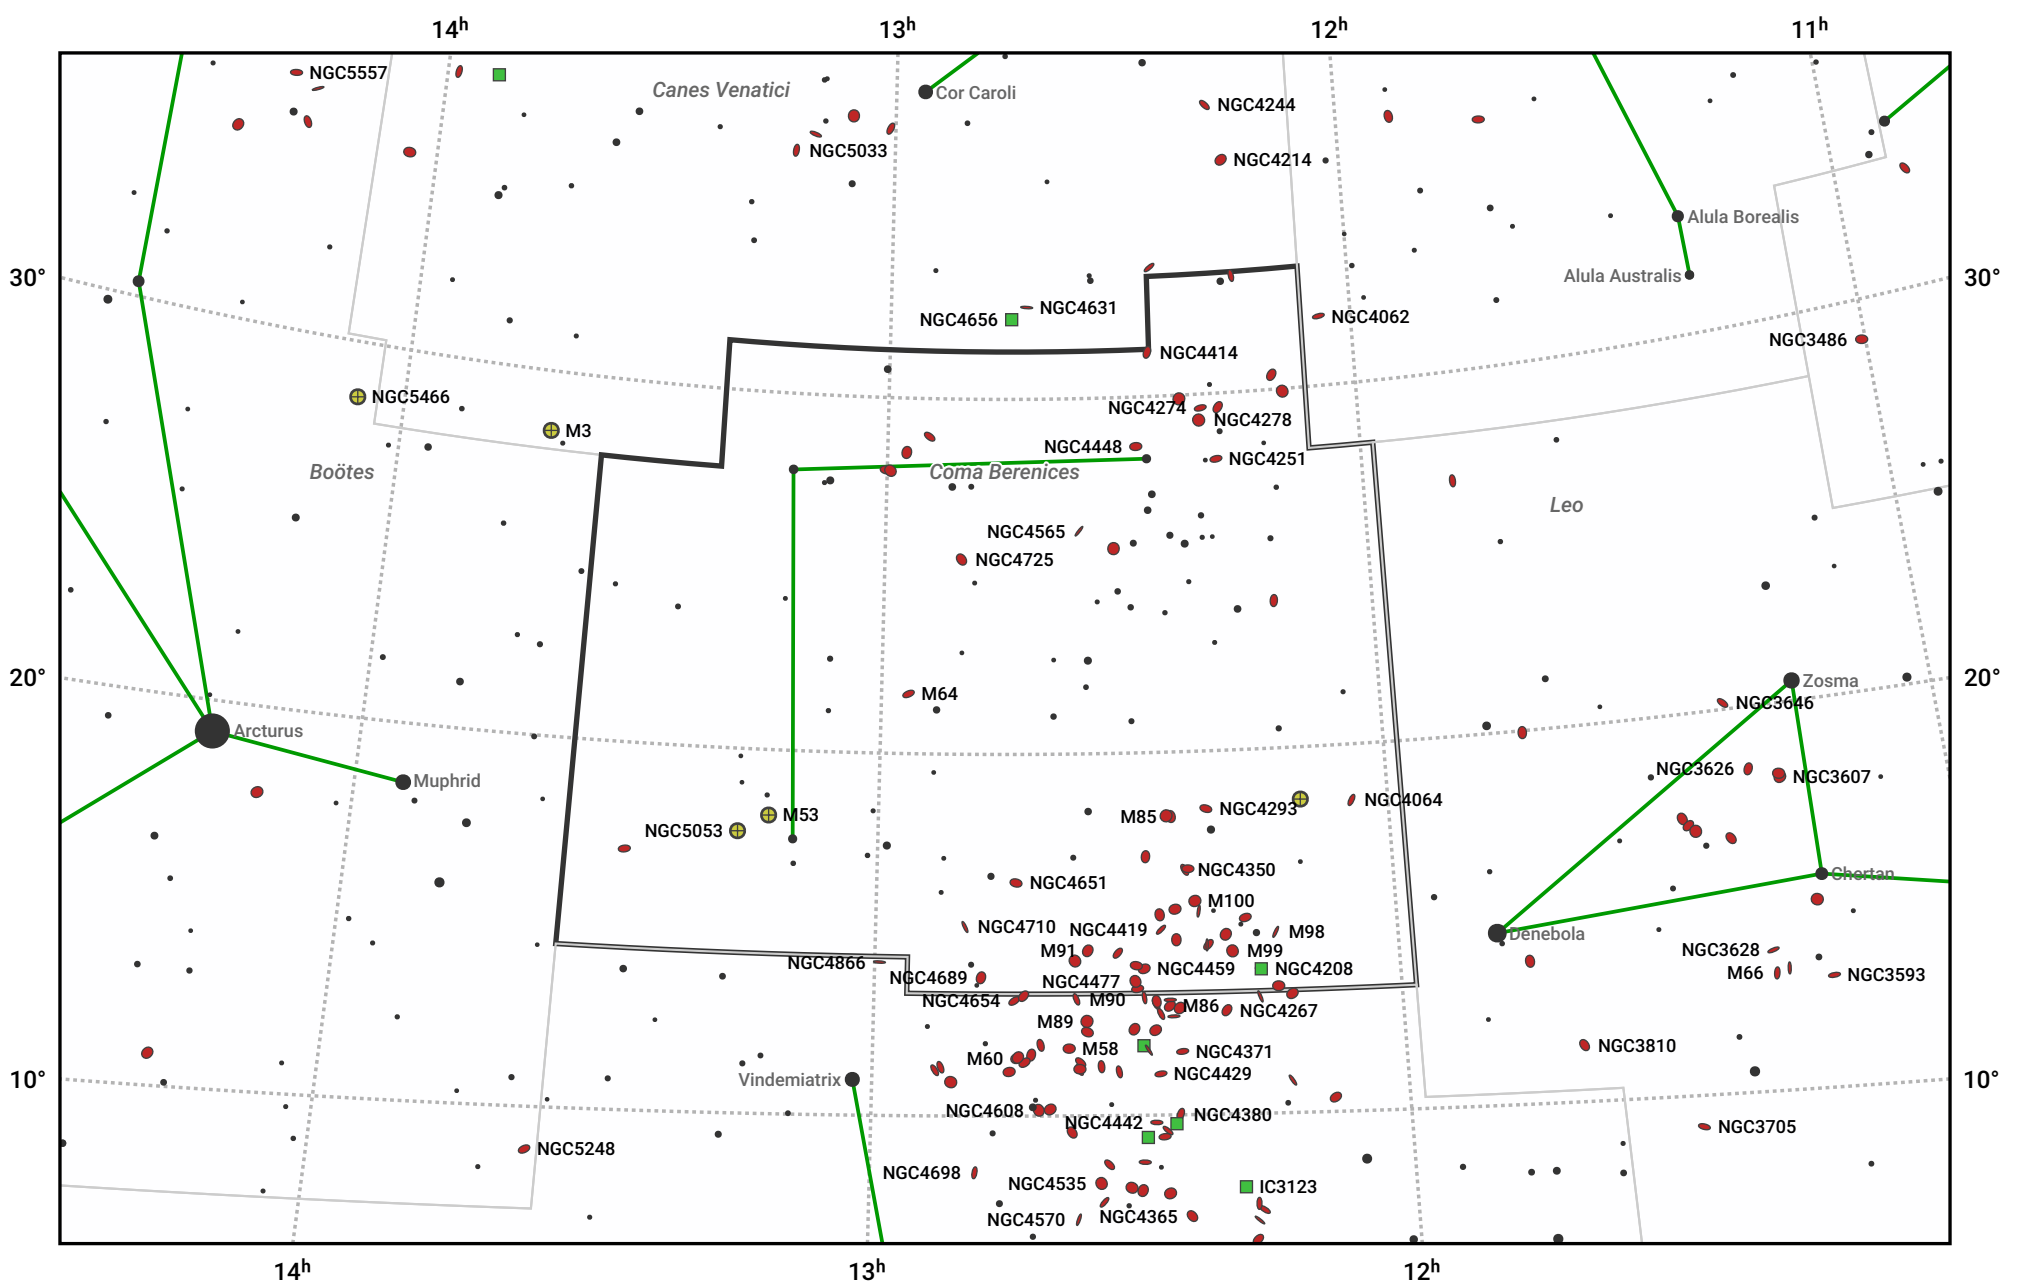 14h 13h 12h 11h
NGC5557
Canes Venatici
Cor Caroli
NGC4244
NGC5033
NGC4214
Alula Borealis
30°
Alula Australis
30°
NGC4656
NGC4631
NGC4062
NGC3486
NGC4414
NGC5466
NGC4274
NGC4278
M3
NGC4448
NGC4251
Boötes
Coma Berenices
Leo
NGC4565
NGC4725
20°
20°
Zosma
M64
NGC3646
Arcturus
NGC3626
NGC3607
Muphrid
NGC4293
NGC4064
M53
M85
NGC5053
NGC4350
Chertan
NGC4651
M100
NGC4710
NGC4419
M98
Denebola
M91
M99
NGC3628
NGC4866
NGC4459
NGC4208
M66
NGC3593
NGC4689
NGC4477
NGC4654
M90
M86
NGC4267
M89
NGC3810
M60
M58
NGC4371
NGC4429
10°
Vindemiatrix
10°
NGC4608
NGC4442
NGC4380
NGC3705
NGC5248
NGC4698
NGC4535
IC3123
NGC4570
NGC4365
14h 13h 12h